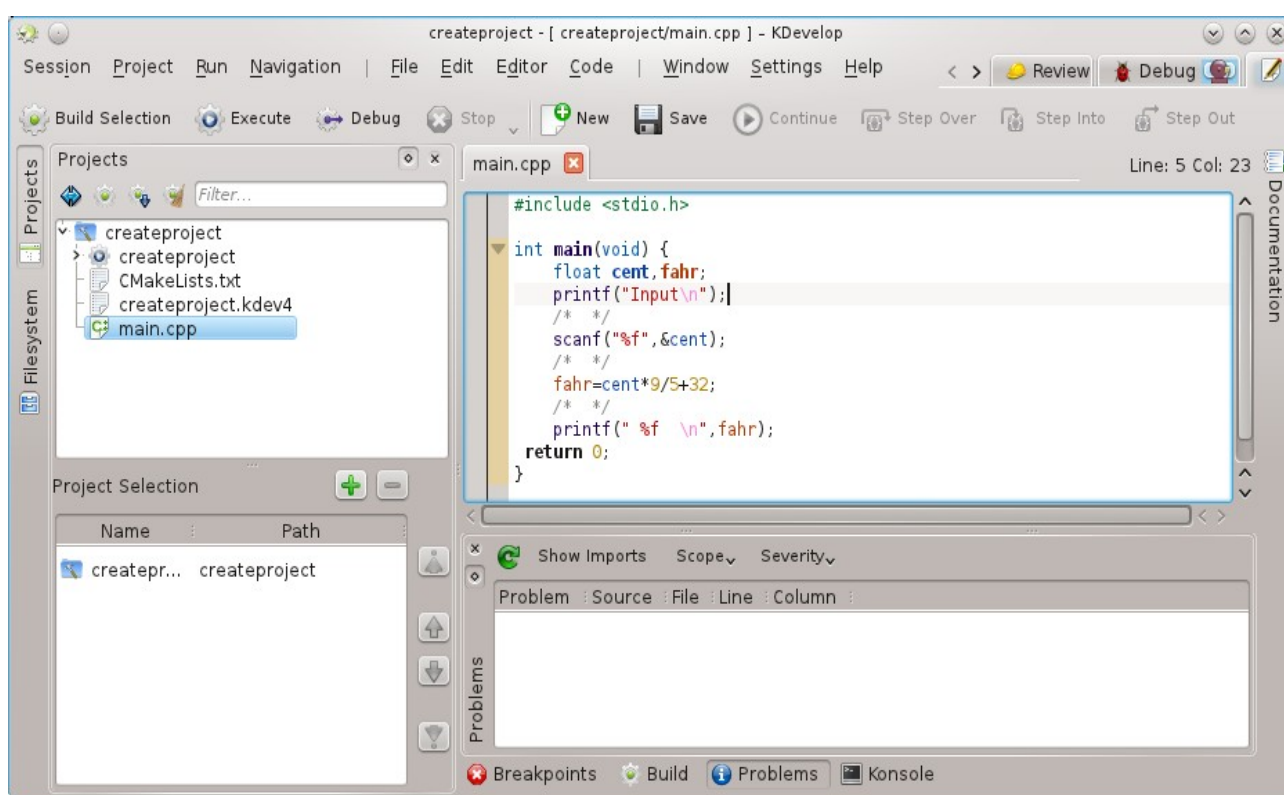 createproject - [ createproject/main.cpp ] – KDevelop
Session Project Run Navigation | File Edit Editor Code | Window Settings Help < > Review Debug
Build Selection Execute Debug Stop New Save Continue Step Over Step Into Step Out
Projects
Filesystem
Projects
Filter...
createproject
createproject
CMakeLists.txt
createproject.kdev4
main.cpp
Project Selection
Name Path
createpr... createproject
main.cpp Line: 5 Col: 23
#include <stdio.h>
int main(void) {
float cent,fahr;
printf("Input\n");
/* */
scanf("%f",&cent);
/* */
fahr=cent*9/5+32;
/* */
printf(" %f  \n",fahr);
return 0;
}
Documentation
Problems
Show Imports Scope Severity
Problem Source File Line Column
Breakpoints Build Problems Konsole